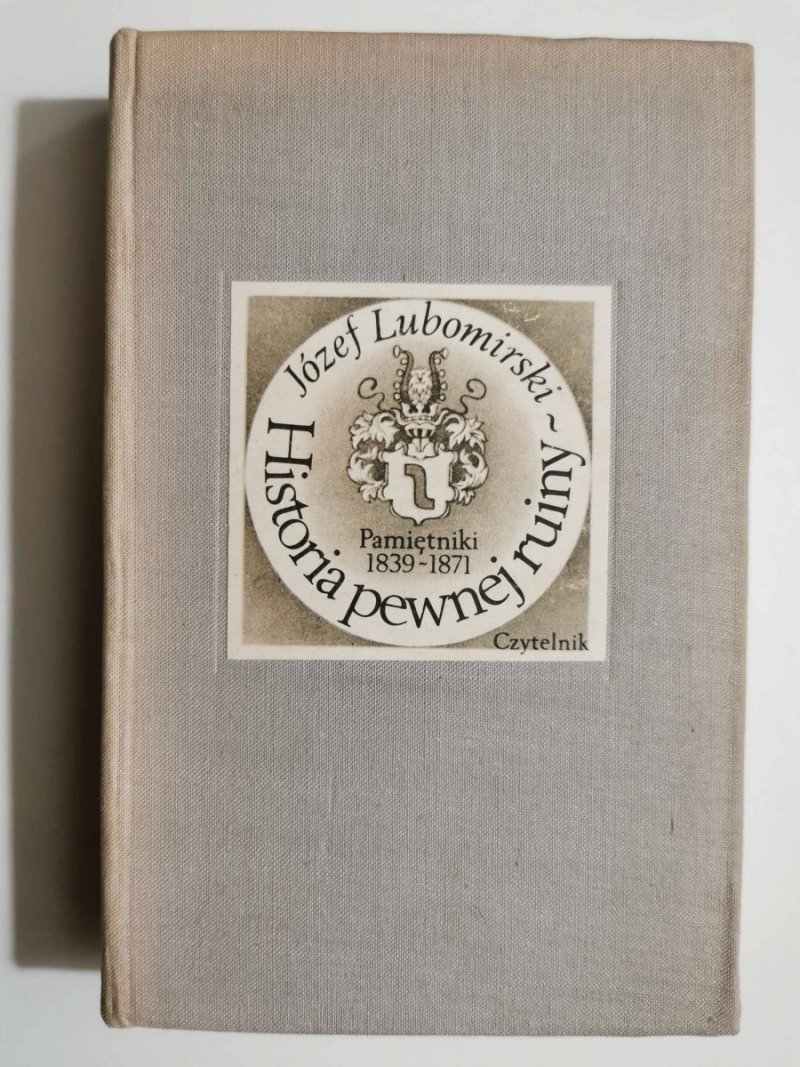 Józef Lubomirski ~
Historia pewnej ruiny
Pamiętniki
1839-1871
Czytelnik